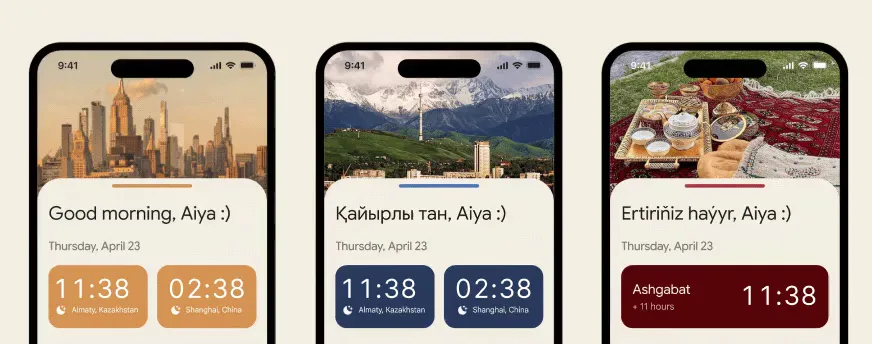 9:41
Good morning, Aiya :)
Thursday, April 23
11:38
Almaty, Kazakhstan
02:38
Shanghai, China
9:41
Қайырлы тан, Aiya :)
Thursday, April 23
11:38
Almaty, Kazakhstan
02:38
Shanghai, China
9:41
Ertiriňiz haýyr, Aiya :)
Thursday, April 23
Ashgabat
+ 11 hours
11:38